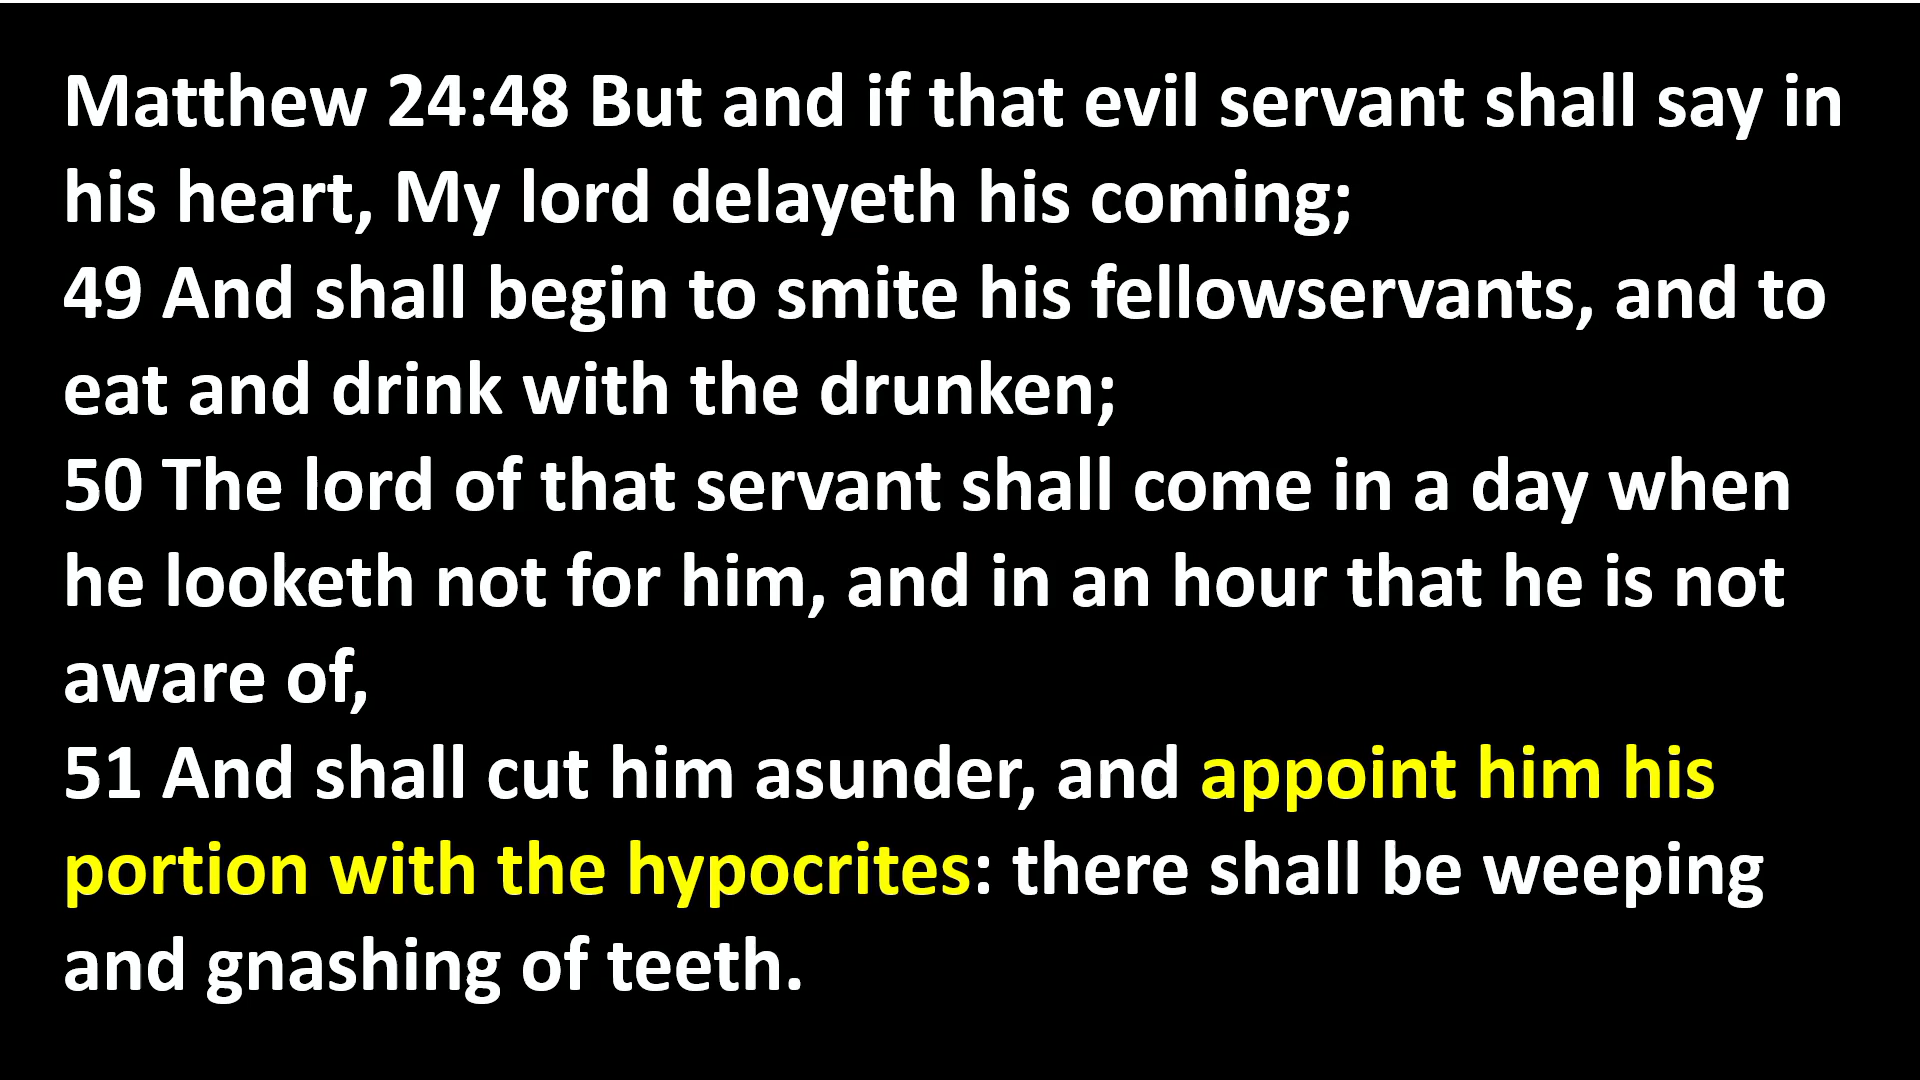 Matthew 24:48 But and if that evil servant shall say in
his heart, My lord delayeth his coming;
49 And shall begin to smite his fellowservants, and to
eat and drink with the drunken;
50 The lord of that servant shall come in a day when
he looketh not for him, and in an hour that he is not
aware of,
51 And shall cut him asunder, and appoint him his
portion with the hypocrites: there shall be weeping
and gnashing of teeth.